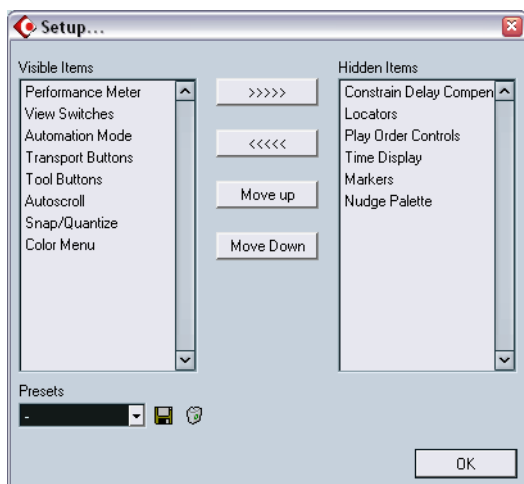 Setup...
Visible Items
Performance Meter
View Switches
Automation Mode
Transport Buttons
Tool Buttons
Autoscroll
Snap/Quantize
Color Menu
>>>>>
<<<<<
Move up
Move Down
Hidden Items
Constrain Delay Compen
Locators
Play Order Controls
Time Display
Markers
Nudge Palette
Presets
-
OK